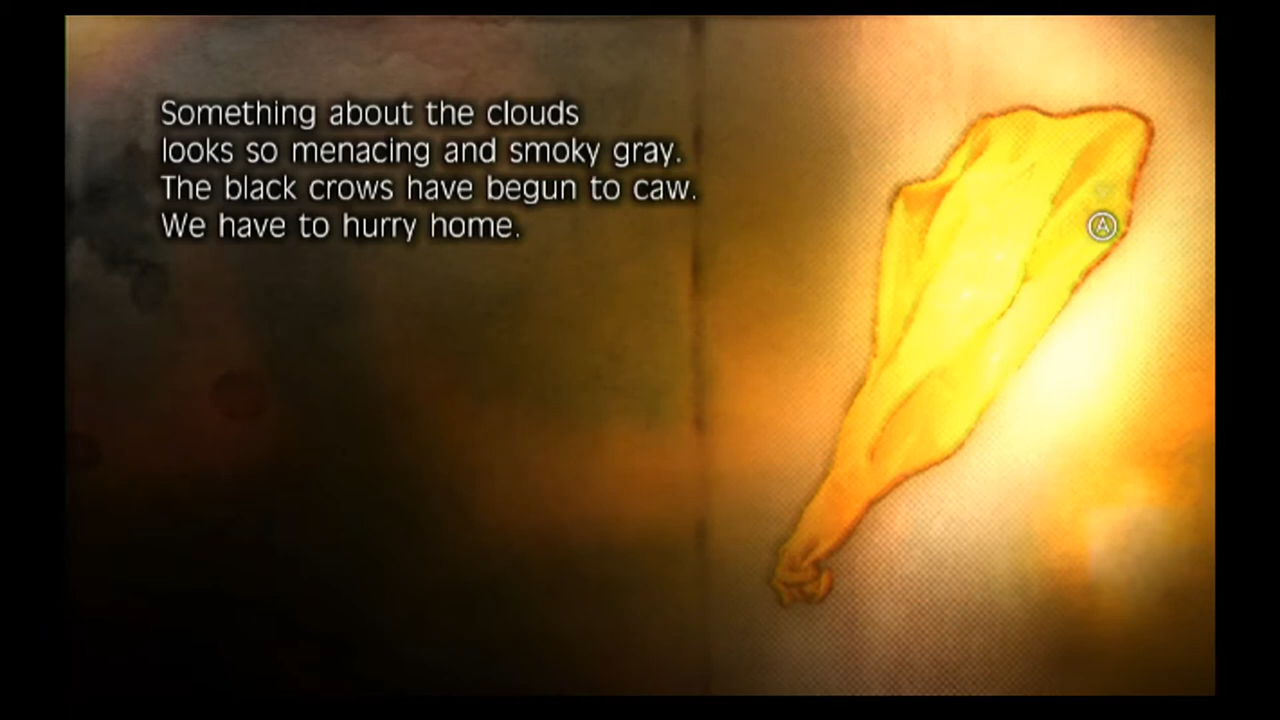 Something about the clouds
looks so menacing and smoky gray.
The black crows have begun to caw.
We have to hurry home.
A